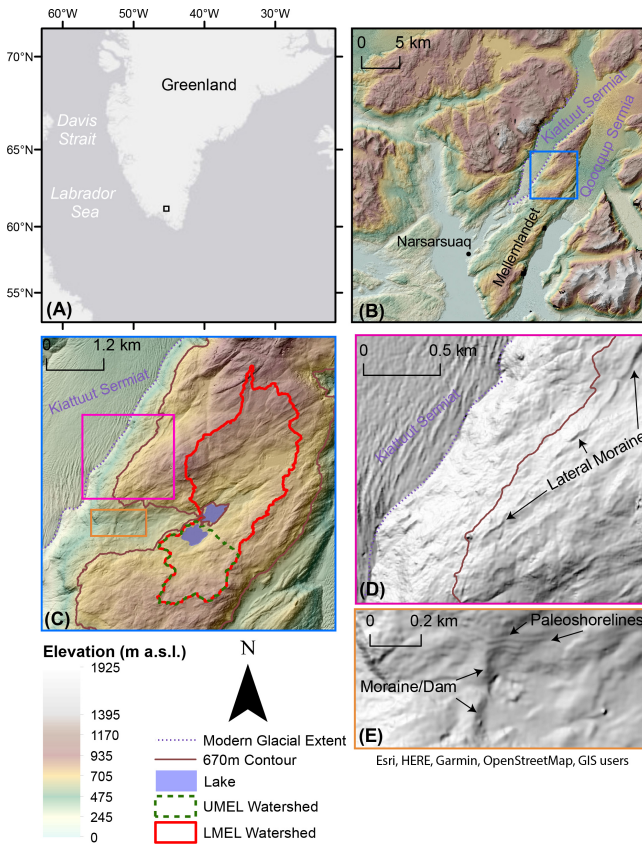 60°W 50°W 40°W 30°W
70°N
65°N
60°N
55°N
Greenland
Davis
Strait
Labrador
Sea
(A)
0 5 km
Kiattuut Sermiat
Qooqqup Sermia
Narsarsuaq
Mellemlandet
(B)
0 1.2 km
Kiattuut Sermiat
(C)
0 0.5 km
Kiattuut Sermiat
Lateral Moraine
(D)
0 0.2 km
Paleoshorelines
Moraine/Dam
(E)
Esri, HERE, Garmin, OpenStreetMap, GIS users
Elevation (m a.s.l.)
1925
1395
1170
935
705
475
245
0
N
Modern Glacial Extent
670m Contour
Lake
UMEL Watershed
LMEL Watershed